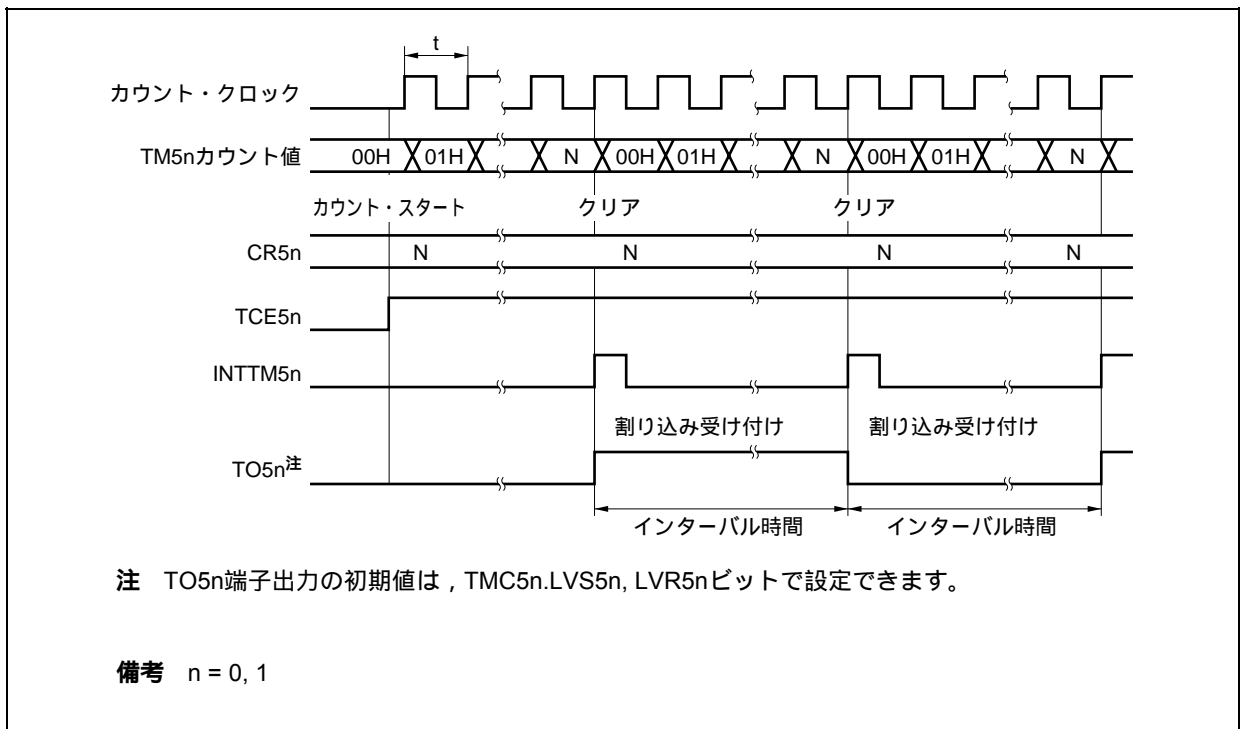 t
カウント・クロック
TM5nカウント値 00H 01H N 00H 01H N 00H 01H N
カウント・スタート クリア クリア
CR5n N N N N
TCE5n
INTTM5n
割り込み受け付け 割り込み受け付け
TO5n注
インターバル時間 インターバル時間
注 TO5n端子出力の初期値は，TMC5n.LVS5n, LVR5nビットで設定できます。
備考 n = 0, 1